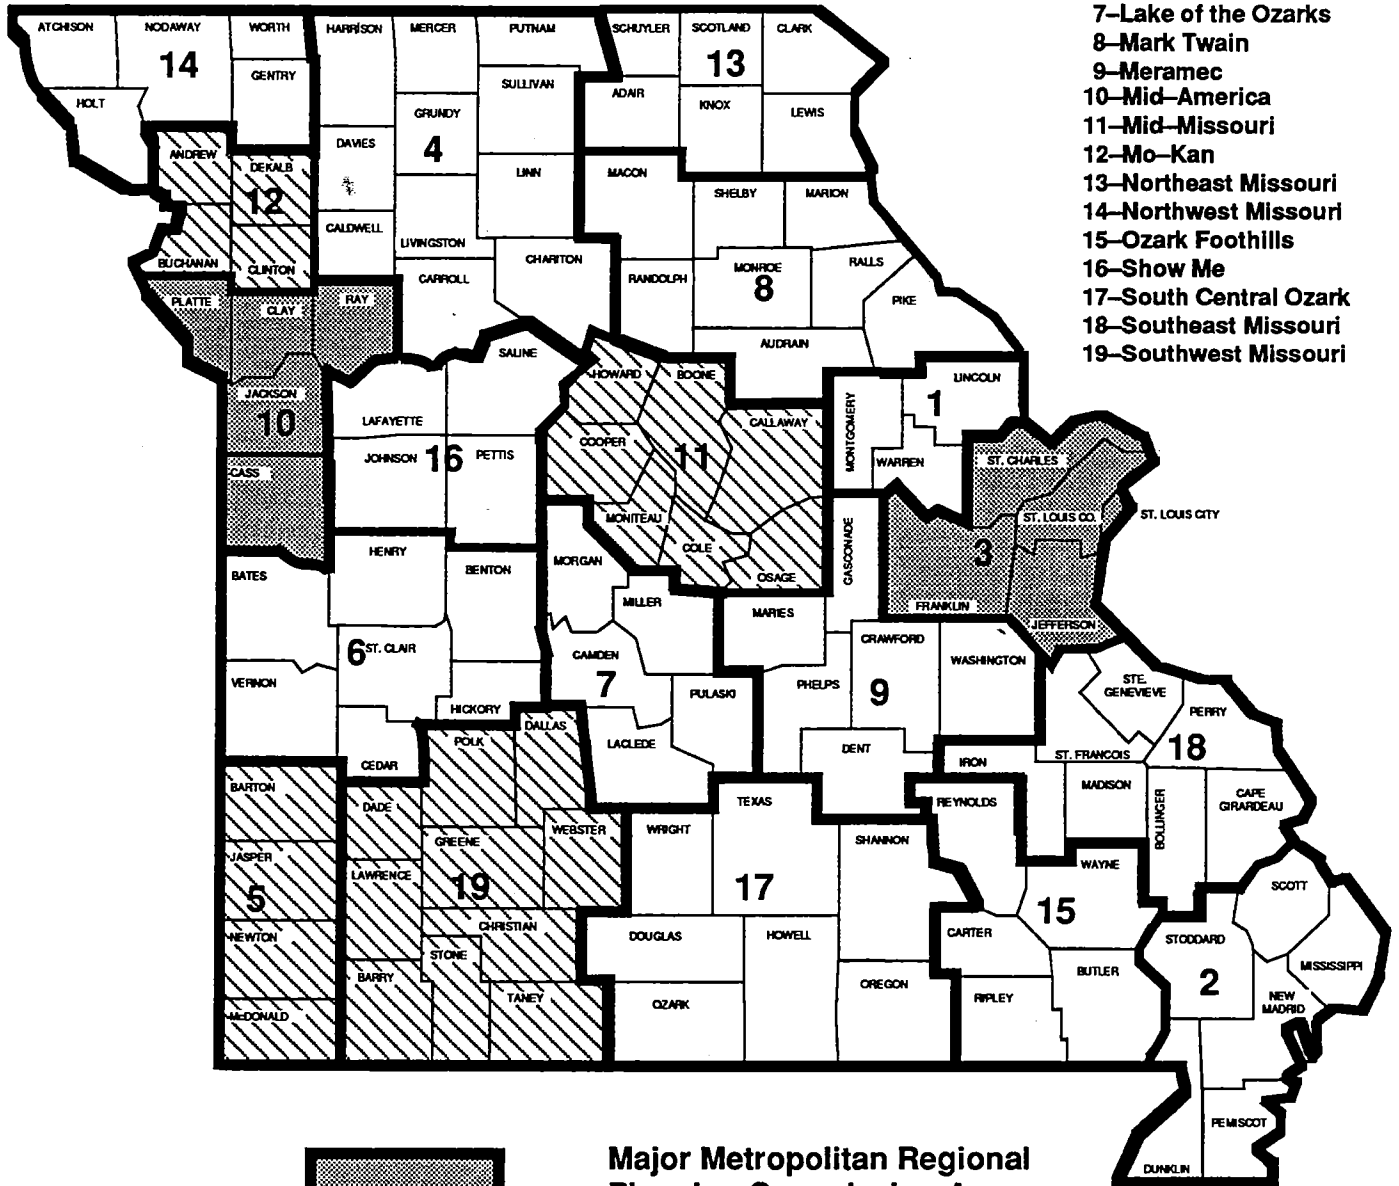 7–Lake of the Ozarks
8–Mark Twain
9–Meramec
10–Mid–America
11–Mid–Missouri
12–Mo–Kan
13–Northeast Missouri
14–Northwest Missouri
15–Ozark Foothills
16–Show Me
17–South Central Ozark
18–Southeast Missouri
19–Southwest Missouri
ATCHISON
NODAWAY
WORTH
HARRISON
MERCER
PUTNAM
SCHUYLER
SCOTLAND
CLARK
14
13
GENTRY
SULLIVAN
HOLT
ADAIR
KNOX
LEWIS
GRUNDY
4
DAVIES
ANDREW
DEKALB
12
LINN
MACON
SHELBY
MARION
CALDWELL
LIVINGSTON
CHARITON
BUCHANAN
CLINTON
CARROLL
RANDOLPH
MONROE
8
RALLS
PIKE
PLATTE
CLAY
RAY
AUDRAIN
SALINE
HOWARD
BOONE
LINCOLN
JACKSON
10
LAFAYETTE
1
MONTGOMERY
CALLAWAY
COOPER
11
JOHNSON
16
PETTIS
WARREN
ST. CHARLES
CASS
MONITEAU
ST. LOUIS CO.
ST. LOUIS CITY
COLE
GASCONADE
3
HENRY
BENTON
MORGAN
BATES
OSAGE
MILLER
MARIES
FRANKLIN
JEFFERSON
6
ST. CLAIR
CAMDEN
7
CRAWFORD
WASHINGTON
VERNON
PULASKI
PHELPS
9
STE.
GENEVIEVE
HICKORY
DALLAS
PERRY
POLK
LACLEDE
DENT
ST. FRANCOIS
18
CEDAR
IRON
BARTON
DADE
TEXAS
REYNOLDS
MADISON
BOLLINGER
CAPE
GIRARDEAU
WEBSTER
WRIGHT
GREENE
SHANNON
JASPER
WAYNE
LAWRENCE
5
19
17
SCOTT
15
CHRISTIAN
NEWTON
DOUGLAS
HOWELL
CARTER
STODDARD
STONE
BARRY
MISSISSIPPI
BUTLER
OREGON
2
TANEY
OZARK
RIPLEY
NEW
MADRID
McDONALD
PEMISCOT
DUNKLIN
Major Metropolitan Regional